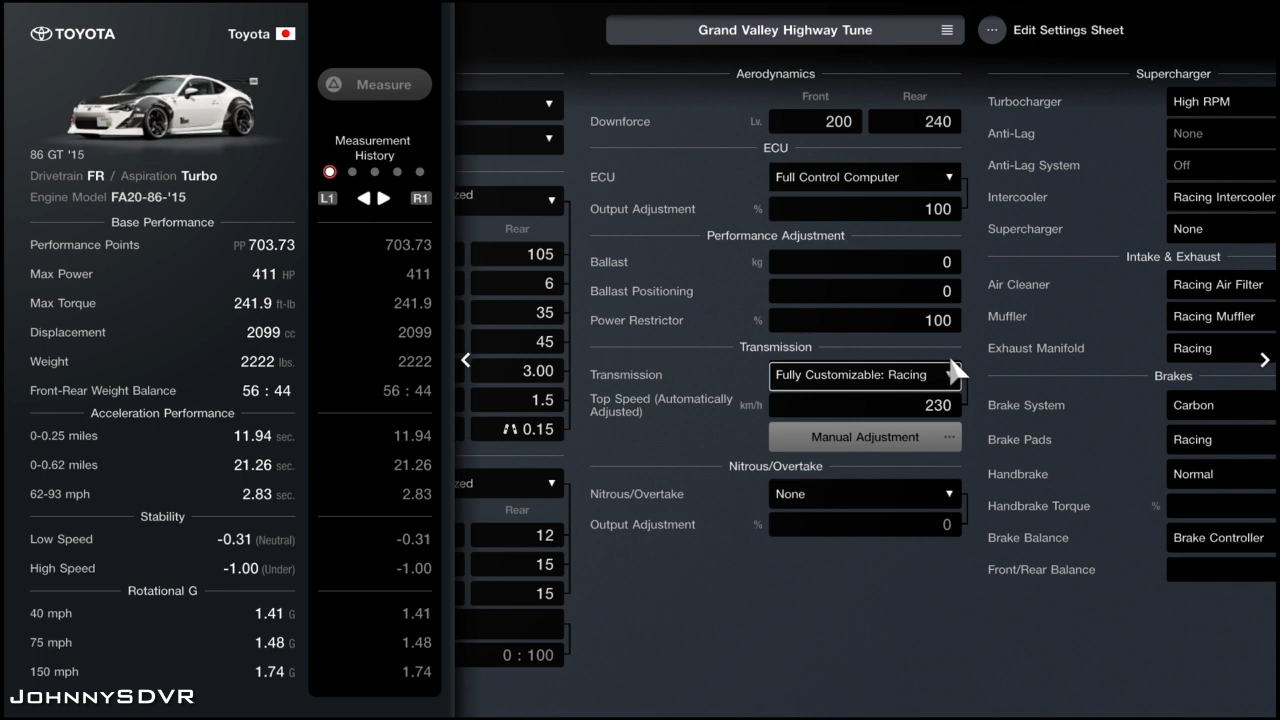 TOYOTA
Toyota
86 GT '15
Drivetrain FR / Aspiration Turbo
Engine Model FA20-86-'15
Base Performance
Performance Points PP 703.73
Max Power 411 HP
Max Torque 241.9 ft-lb
Displacement 2099 cc
Weight 2222 lbs.
Front-Rear Weight Balance 56 : 44
Acceleration Performance
0-0.25 miles 11.94 sec.
0-0.62 miles 21.26 sec.
62-93 mph 2.83 sec.
Stability
Low Speed -0.31 (Neutral)
High Speed -1.00 (Under)
Rotational G
40 mph 1.41 G
75 mph 1.48 G
150 mph 1.74 G
JohnnySDVR
Measure
Measurement
History
L1 R1
703.73
411
241.9
2099
2222
56 : 44
11.94
21.26
2.83
-0.31
-1.00
1.41
1.48
1.74
zed
Rear
105
6
35
45
3.00
1.5
0.15
zed
Rear
12
15
15
0 : 100
Grand Valley Highway Tune
Edit Settings Sheet
Aerodynamics
Front Rear
Downforce Lv. 200 240
ECU
ECU Full Control Computer
Output Adjustment % 100
Performance Adjustment
Ballast kg 0
Ballast Positioning 0
Power Restrictor % 100
Transmission
Transmission Fully Customizable: Racing
Top Speed (Automatically
Adjusted) km/h 230
Manual Adjustment ...
Nitrous/Overtake
Nitrous/Overtake None
Output Adjustment % 0
Supercharger
Turbocharger High RPM
Anti-Lag None
Anti-Lag System Off
Intercooler Racing Intercooler
Supercharger None
Intake & Exhaust
Air Cleaner Racing Air Filter
Muffler Racing Muffler
Exhaust Manifold Racing
Brakes
Brake System Carbon
Brake Pads Racing
Handbrake Normal
Handbrake Torque %
Brake Balance Brake Controller
Front/Rear Balance